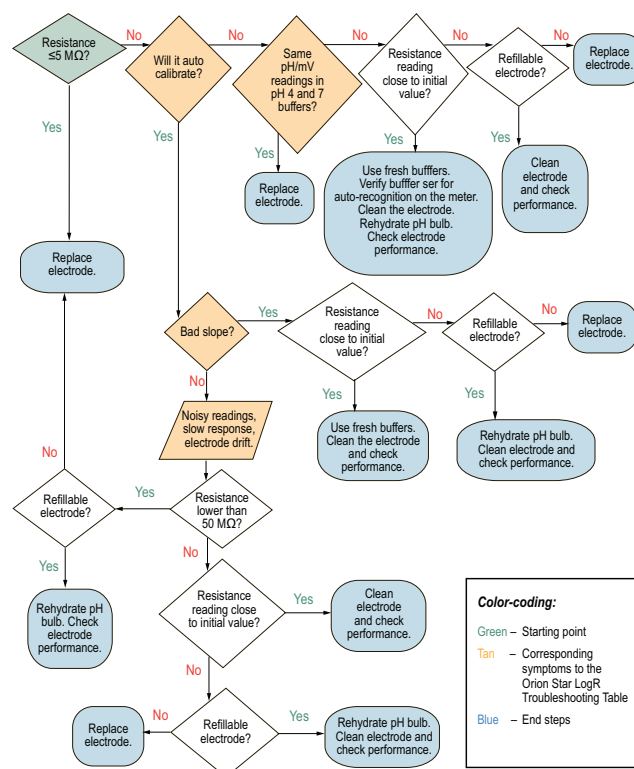 Resistance
≤5 MΩ?
No
Will it auto
calibrate?
No
Same
pH/mV
readings in
pH 4 and 7
buffers?
No
Resistance
reading
close to initial
value?
No
Refillable
electrode?
No
Replace
electrode.
Yes
Yes
Yes
Replace
electrode.
Yes
Use fresh bufffers.
Verify bufffer ser for
auto-recognition on the meter.
Clean the electrode.
Rehydrate pH bulb.
Check electrode
performance.
Yes
Clean
electrode
and check
performance.
Replace
electrode.
Bad slope?
Yes
Resistance
reading
close to initial
value?
No
Refillable
electrode?
No
Replace
electrode.
No
Yes
Use fresh buffers.
Clean the electrode
and check
performance.
Yes
Rehydrate pH bulb.
Clean electrode and
check performance.
Noisy readings,
slow response,
electrode drift.
Resistance
lower than
50 MΩ?
Yes
Refillable
electrode?
No
Yes
Rehydrate pH
bulb. Check
electrode
performance.
No
Resistance
reading close
to initial value?
Yes
Clean
electrode
and check
performance.
No
Refillable
electrode?
No
Replace
electrode.
Yes
Rehydrate pH bulb.
Clean electrode and
check performance.
Color-coding:
Green – Starting point
Tan – Corresponding
symptoms to the
Orion Star LogR
Troubleshooting Table
Blue – End steps